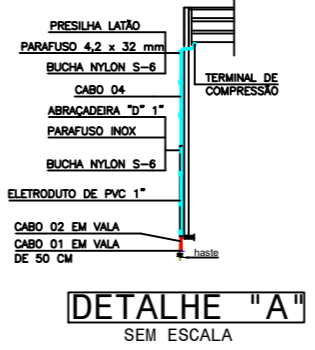 PRESILHA LATÃO
PARAFUSO 4,2 x 32 mm
BUCHA NYLON S-6
TERMINAL DE
COMPRESSÃO
CABO 04
ABRAÇADEIRA "D" 1"
PARAFUSO INOX
BUCHA NYLON S-6
ELETRODUTO DE PVC 1"
CABO 02 EM VALA
CABO 01 EM VALA
DE 50 CM
haste
DETALHE "A"
SEM ESCALA